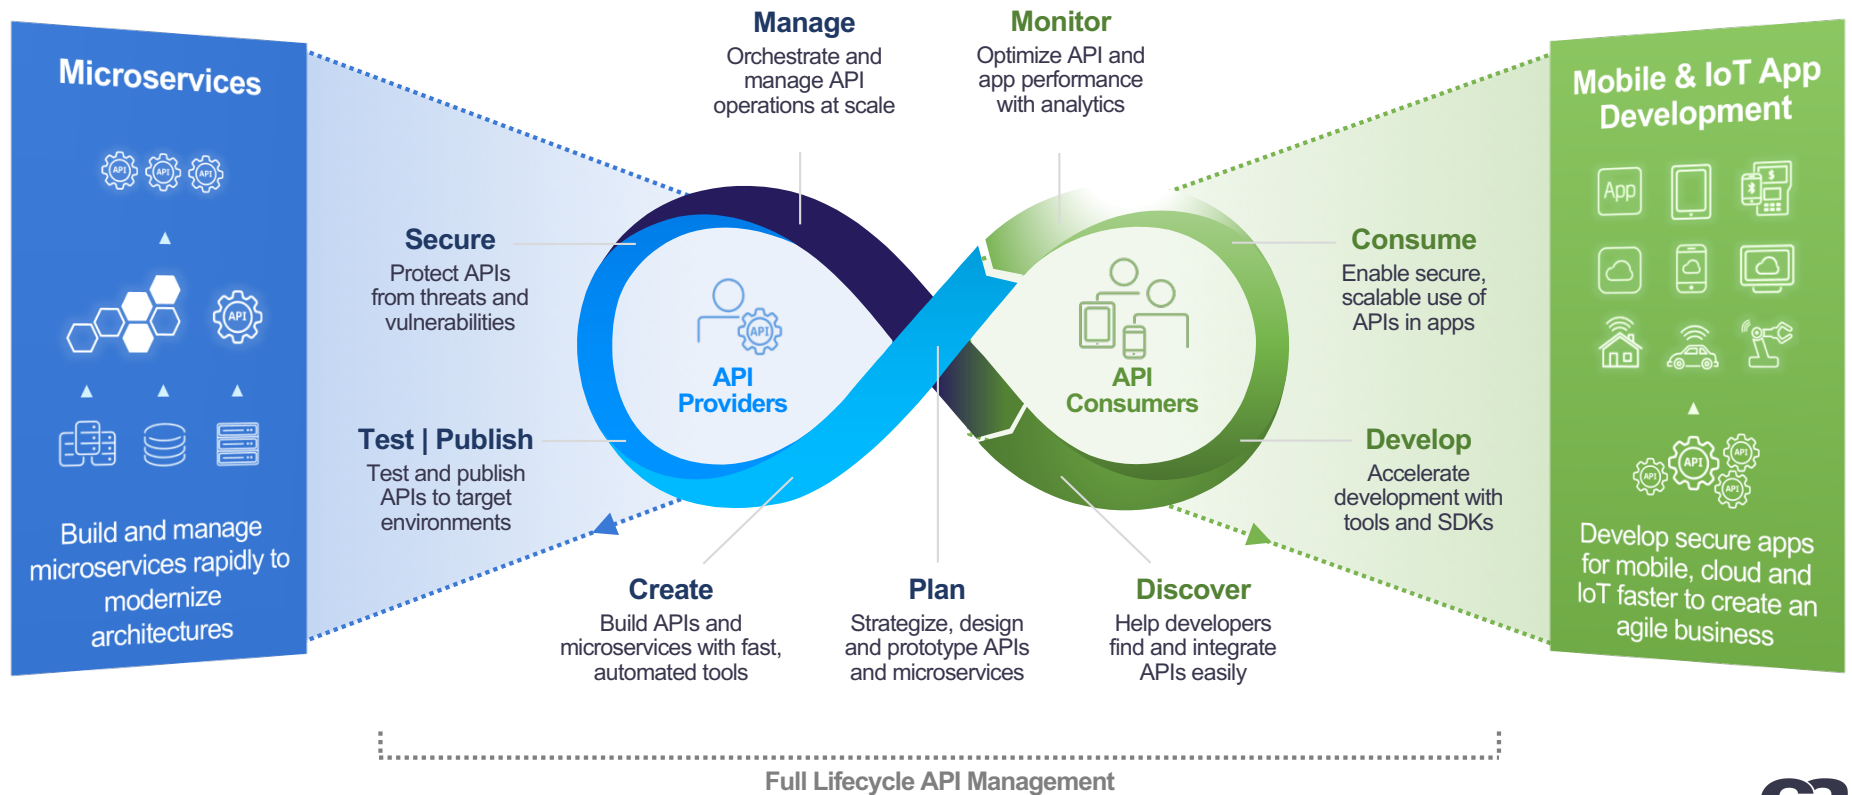 Microservices
API
API
API
API
Build and manage
microservices rapidly to
modernize
architectures
Manage
Orchestrate and
manage API
operations at scale
Monitor
Optimize API and
app performance
with analytics
Secure
Protect APIs
from threats and
vulnerabilities
API
API
Providers
Test | Publish
Test and publish
APIs to target
environments
Create
Build APIs and
microservices with fast,
automated tools
Plan
Strategize, design
and prototype APIs
and microservices
Discover
Help developers
find and integrate
APIs easily
API
Consumers
Consume
Enable secure,
scalable use of
APIs in apps
Develop
Accelerate
development with
tools and SDKs
Mobile & IoT App
Development
App
$
API
API
API
API
Develop secure apps
for mobile, cloud and
IoT faster to create an
agile business
Full Lifecycle API Management